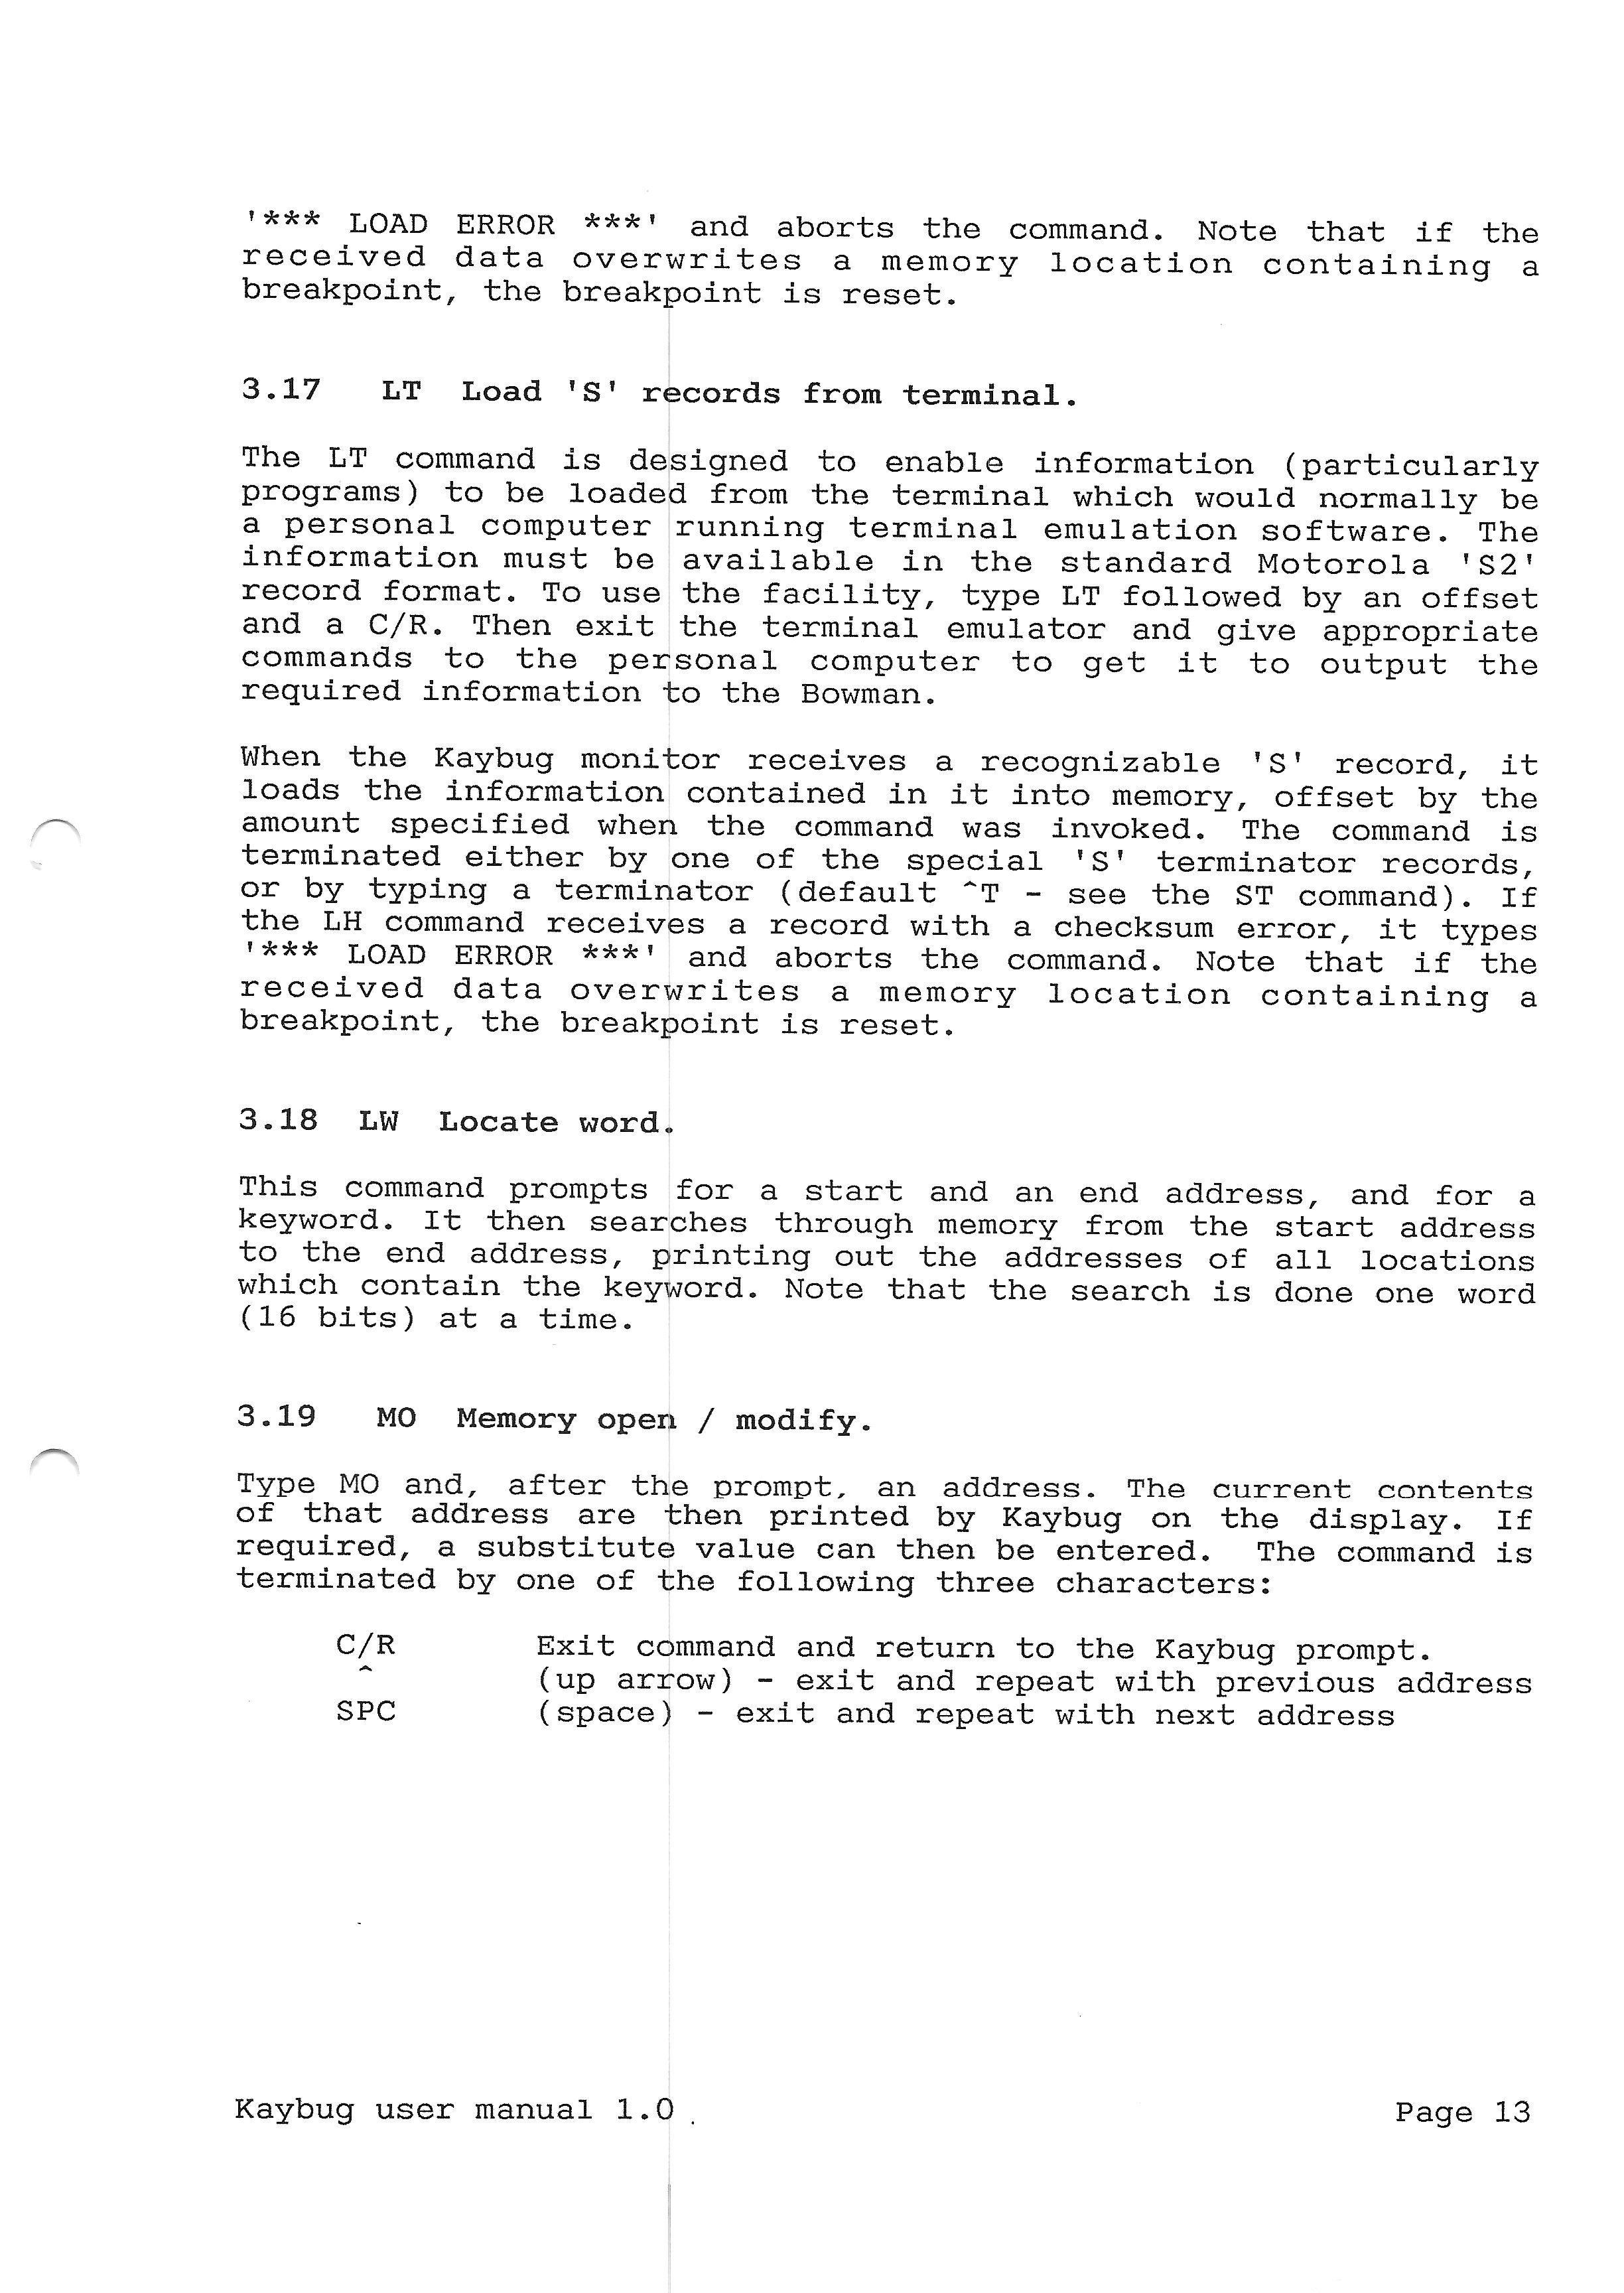 '*** LOAD ERROR ***' and aborts the command. Note that if the
received data overwrites a memory location containing a
breakpoint, the breakpoint is reset.
3.17 LT Load 'S' records from terminal.
The LT command is designed to enable information (particularly
programs) to be loaded from the terminal which would normally be
a personal computer running terminal emulation software. The
information must be available in the standard Motorola 'S2'
record format. To use the facility, type LT followed by an offset
and a C/R. Then exit the terminal emulator and give appropriate
commands to the personal computer to get it to output the
required information to the Bowman.
When the Kaybug monitor receives a recognizable 'S' record, it
loads the information contained in it into memory, offset by the
amount specified when the command was invoked. The command is
terminated either by one of the special 'S' terminator records,
or by typing a terminator (default ^T - see the ST command). If
the LH command receives a record with a checksum error, it types
'*** LOAD ERROR ***' and aborts the command. Note that if the
received data overwrites a memory location containing a
breakpoint, the breakpoint is reset.
3.18 LW Locate word.
This command prompts for a start and an end address, and for a
keyword. It then searches through memory from the start address
to the end address, printing out the addresses of all locations
which contain the keyword. Note that the search is done one word
(16 bits) at a time.
3.19 MO Memory open / modify.
Type MO and, after the prompt, an address. The current contents
of that address are then printed by Kaybug on the display. If
required, a substitute value can then be entered. The command is
terminated by one of the following three characters:
C/R Exit command and return to the Kaybug prompt.
^ (up arrow) - exit and repeat with previous address
SPC (space) - exit and repeat with next address
Kaybug user manual 1.0 Page 13